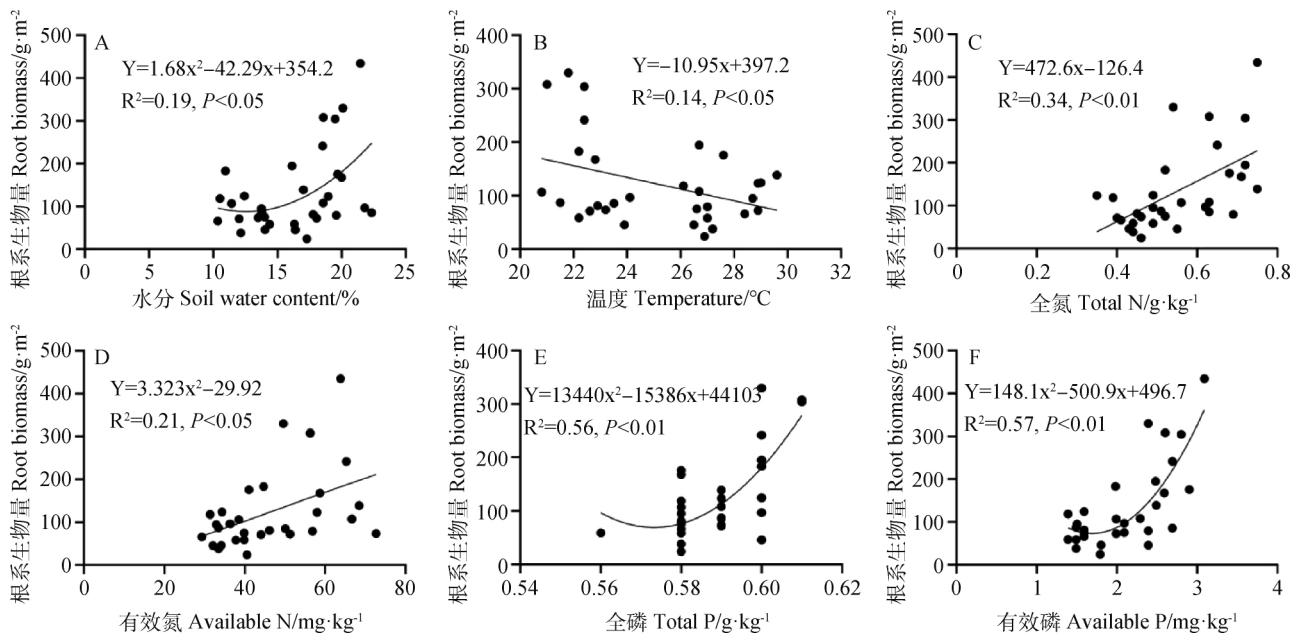 A
Y=1.68x²−42.29x+354.2
R²=0.19, P<0.05
500
400
300
200
100
0
0 5 10 15 20 25
根系生物量 Root biomass/g·m⁻²
水分 Soil water content/%
B
Y=−10.95x+397.2
R²=0.14, P<0.05
400
300
200
100
0
20 22 24 26 28 30 32
根系生物量 Root biomass/g·m⁻²
温度 Temperature/℃
C
Y=472.6x−126.4
R²=0.34, P<0.01
500
400
300
200
100
0
0 0.2 0.4 0.6 0.8
根系生物量 Root biomass/g·m⁻²
全氮 Total N/g·kg⁻¹
D
Y=3.323x²−29.92
R²=0.21, P<0.05
500
400
300
200
100
0
0 20 40 60 80
根系生物量 Root biomass/g·m⁻²
有效氮 Available N/mg·kg⁻¹
E
Y=13440x²−15386x+44103
R²=0.56, P<0.01
400
300
200
100
0
0.54 0.56 0.58 0.60 0.62
根系生物量 Root biomass/g·m⁻²
全磷 Total P/g·kg⁻¹
F
Y=148.1x²−500.9x+496.7
R²=0.57, P<0.01
500
400
300
200
100
0
0 1 2 3 4
根系生物量 Root biomass/g·m⁻²
有效磷 Available P/mg·kg⁻¹